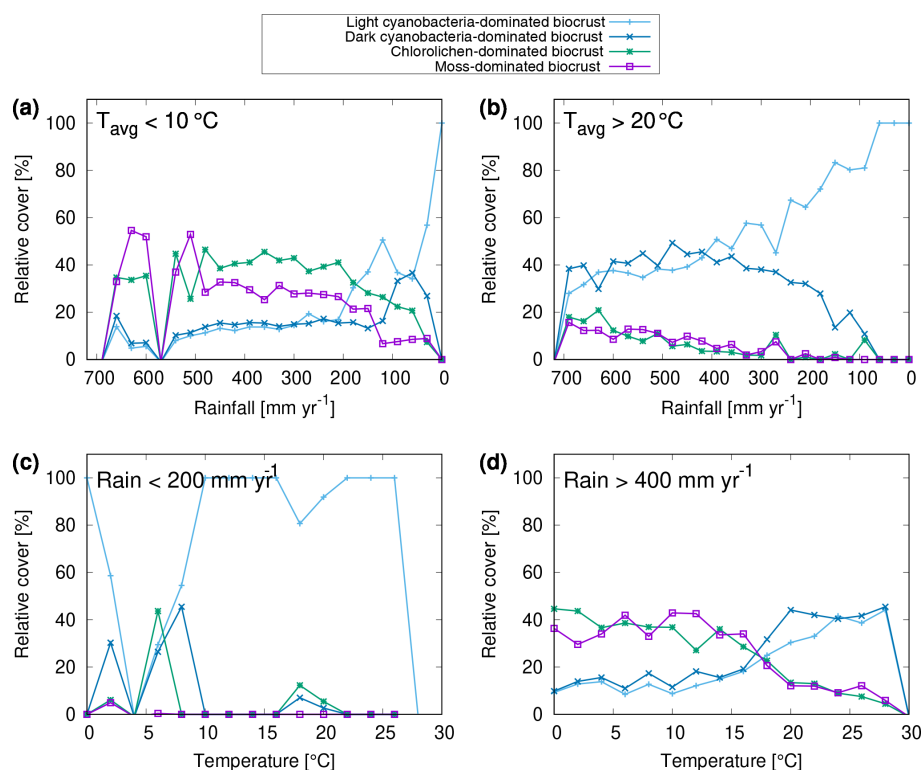 Light cyanobacteria-dominated biocrust
Dark cyanobacteria-dominated biocrust
Chlorolichen-dominated biocrust
Moss-dominated biocrust
(a)
T_avg < 10 °C
Relative cover [%]
100
80
60
40
20
0
700 600 500 400 300 200 100 0
Rainfall [mm yr⁻¹]
(b)
T_avg > 20 °C
Relative cover [%]
100
80
60
40
20
0
700 600 500 400 300 200 100 0
Rainfall [mm yr⁻¹]
(c)
Rain < 200 mm yr⁻¹
Relative cover [%]
100
80
60
40
20
0
0 5 10 15 20 25 30
Temperature [°C]
(d)
Rain > 400 mm yr⁻¹
Relative cover [%]
100
80
60
40
20
0
0 5 10 15 20 25 30
Temperature [°C]